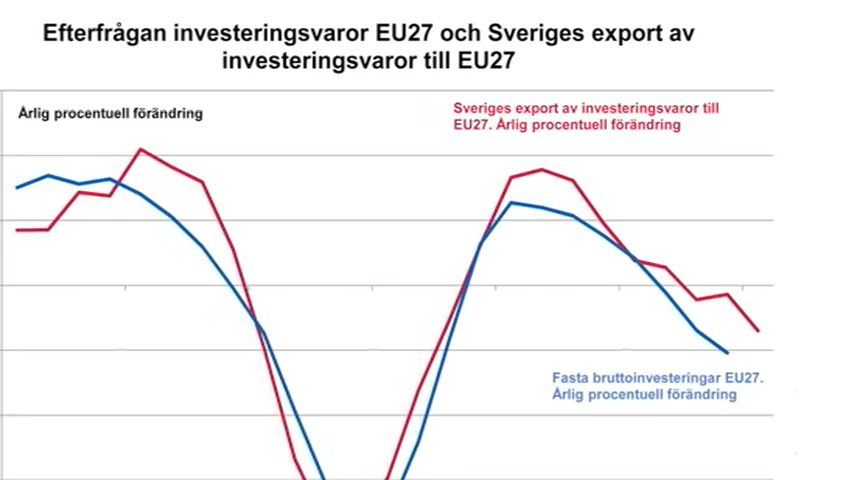 Efterfrågan investeringsvaror EU27 och Sveriges export av
investeringsvaror till EU27
Årlig procentuell förändring
Sveriges export av investeringsvaror till
EU27. Årlig procentuell förändring
Fasta bruttoinvesteringar EU27.
Årlig procentuell förändring